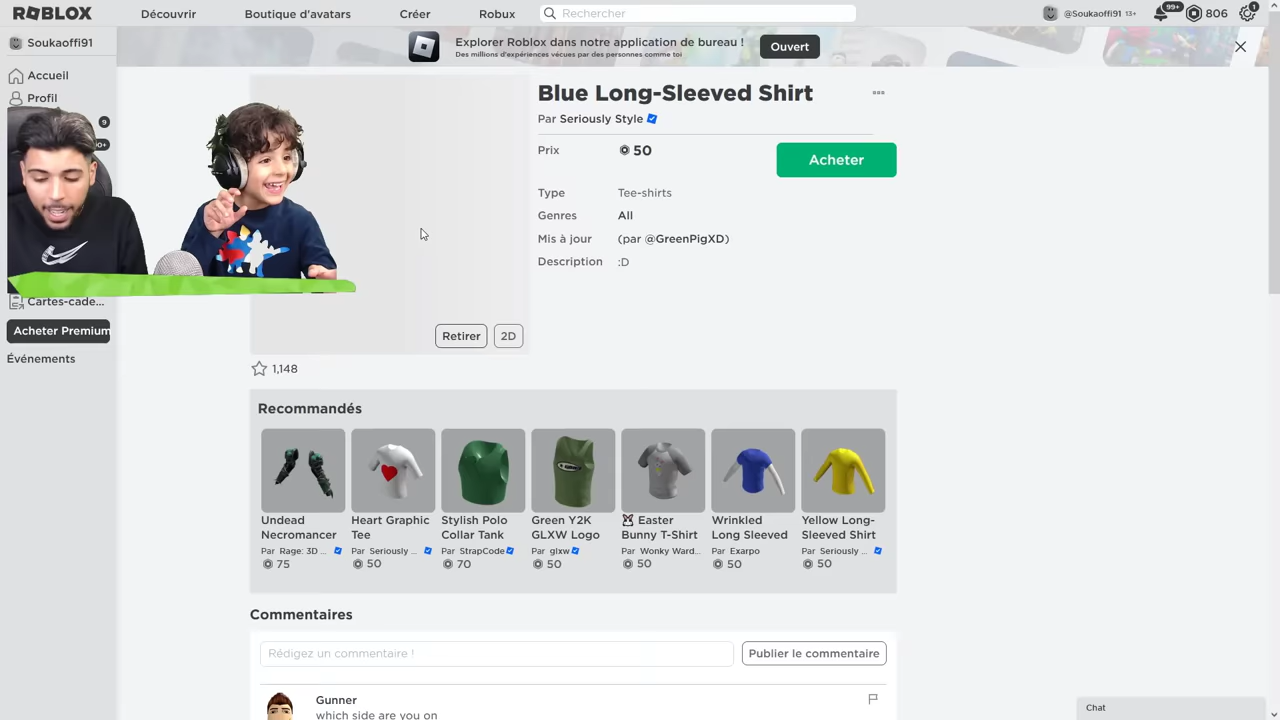 ROBLOX
Découvrir
Boutique d'avatars
Créer
Robux
Rechercher
@Soukaoffi91 13+
99+
806
1
Soukaoffi91
Explorer Roblox dans notre application de bureau !
Des millions d'expériences vécues par des personnes comme toi
Ouvert
Accueil
Profil
9
Cartes-cade...
Acheter Premium
Événements
Blue Long-Sleeved Shirt
Par Seriously Style
Prix
50
Acheter
Type
Tee-shirts
Genres
All
Mis à jour
(par @GreenPigXD)
Description
:D
Retirer
2D
1,148
Recommandés
Undead
Necromancer
Par Rage: 3D ...
75
Heart Graphic
Tee
Par Seriously ...
50
Stylish Polo
Collar Tank
Par StrapCode
70
Green Y2K
GLXW Logo
Par glxw
50
Easter
Bunny T-Shirt
Par Wonky Ward...
50
Wrinkled
Long Sleeved
Par Exarpo
50
Yellow Long-
Sleeved Shirt
Par Seriously ...
50
Commentaires
Rédigez un commentaire !
Publier le commentaire
Gunner
which side are you on
Chat